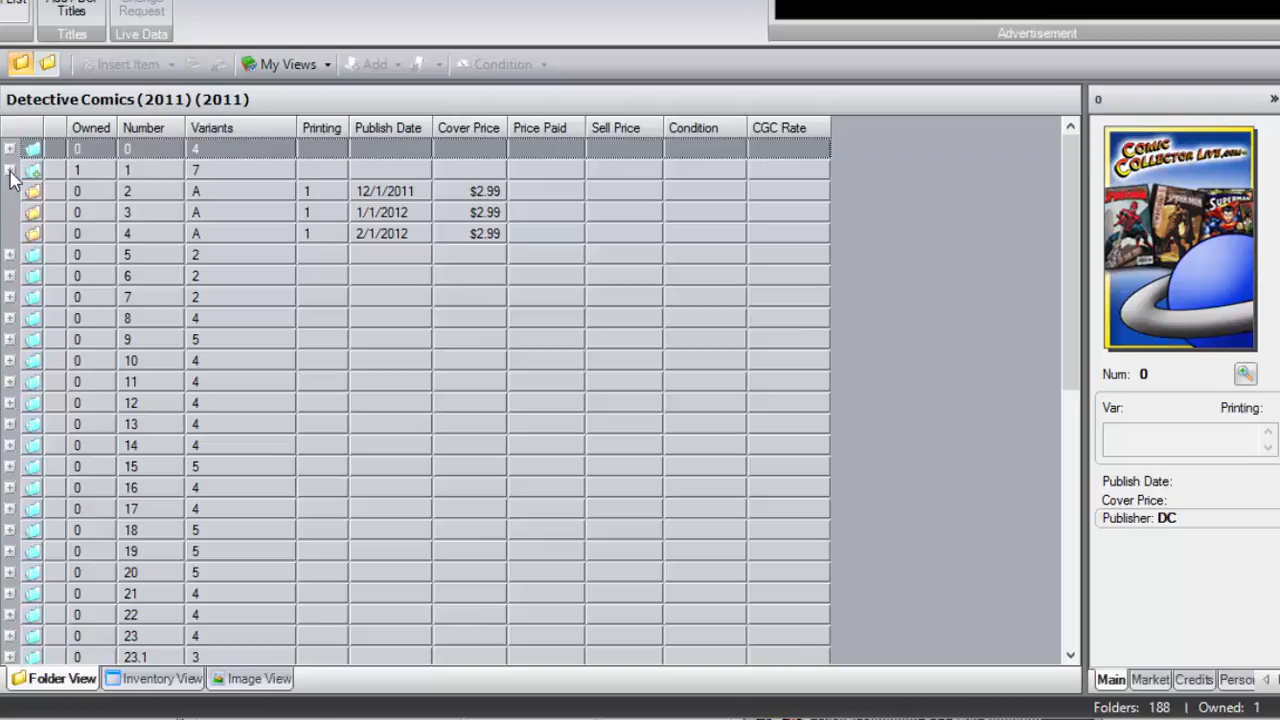 Titles
Request
Titles
Live Data
Advertisement
Insert Item
My Views
Add
Condition
Detective Comics (2011) (2011)
0
Owned Number Variants Printing Publish Date Cover Price Price Paid Sell Price Condition CGC Rate
0 0 4
1 1 7
0 2 A 1 12/1/2011 $2.99
0 3 A 1 1/1/2012 $2.99
0 4 A 1 2/1/2012 $2.99
0 5 2
0 6 2
0 7 2
0 8 4
0 9 5
0 10 4
0 11 4
0 12 4
0 13 4
0 14 4
0 15 5
0 16 4
0 17 4
0 18 5
0 19 5
0 20 5
0 21 4
0 22 4
0 23 4
0 23.1 3
COMIC
COLLECTOR LIVE.COM
SUPERMAN
Num: 0
Var: Printing:
Publish Date:
Cover Price:
Publisher: DC
Folder View Inventory View Image View
Main Market Credits Perso
Folders: 188 | Owned: 1